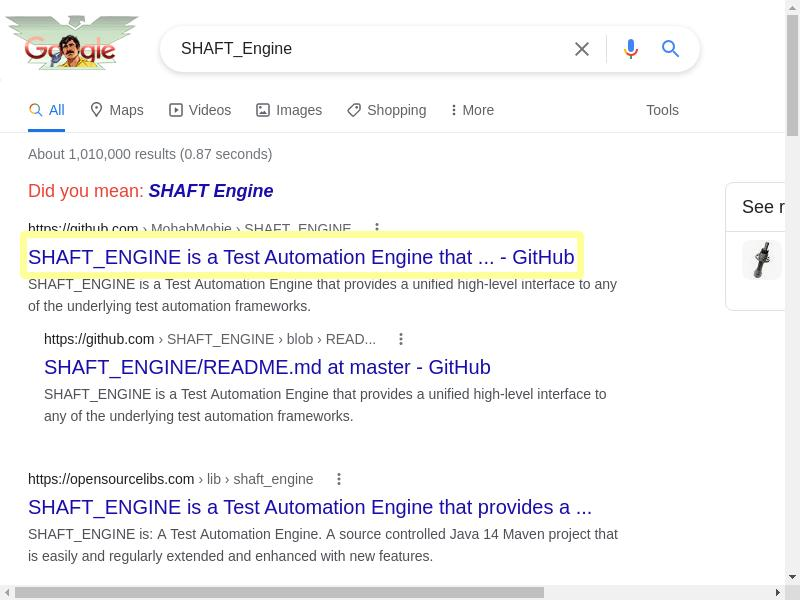 Google
SHAFT_Engine
All Maps Videos Images Shopping More Tools
About 1,010,000 results (0.87 seconds)
Did you mean: SHAFT Engine
See r
https://github.com › MohabMohie › SHAFT_ENGINE
SHAFT_ENGINE is a Test Automation Engine that ... - GitHub
SHAFT_ENGINE is a Test Automation Engine that provides a unified high-level interface to any
of the underlying test automation frameworks.
https://github.com › SHAFT_ENGINE › blob › READ...
SHAFT_ENGINE/README.md at master - GitHub
SHAFT_ENGINE is a Test Automation Engine that provides a unified high-level interface to
any of the underlying test automation frameworks.
https://opensourcelibs.com › lib › shaft_engine
SHAFT_ENGINE is a Test Automation Engine that provides a ...
SHAFT_ENGINE is: A Test Automation Engine. A source controlled Java 14 Maven project that
is easily and regularly extended and enhanced with new features.